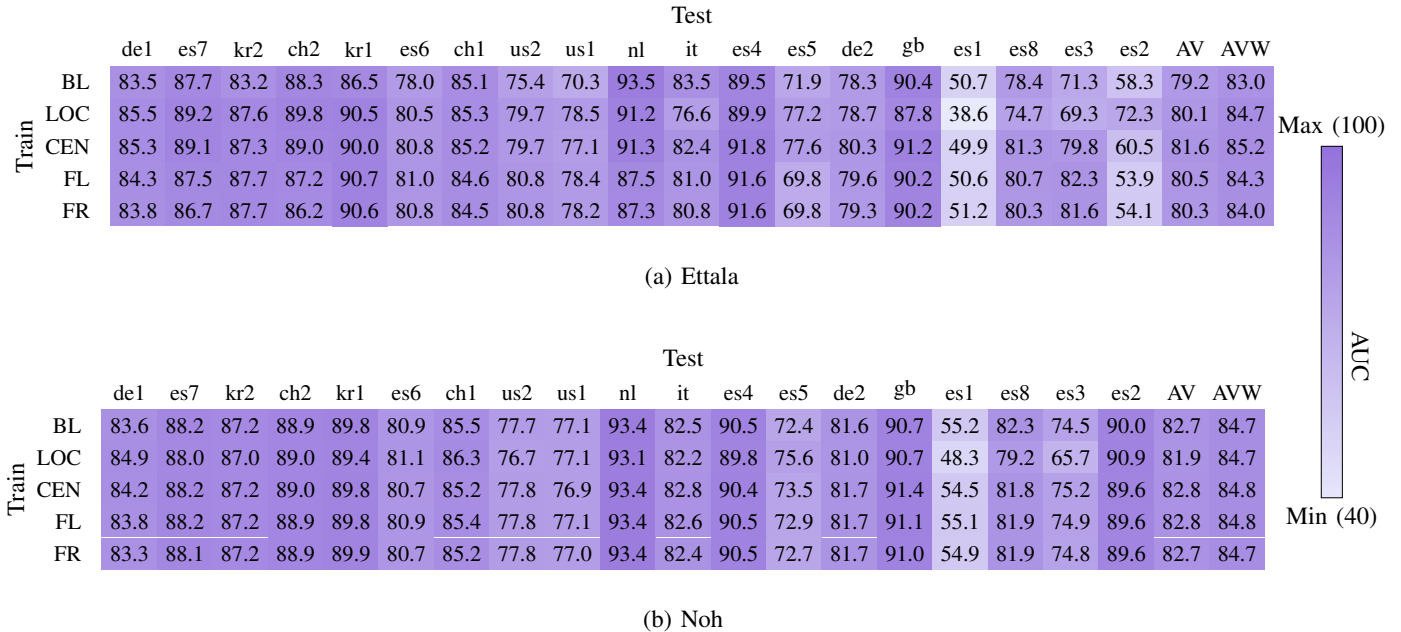 Test
de1 es7 kr2 ch2 kr1 es6 ch1 us2 us1 nl it es4 es5 de2 gb es1 es8 es3 es2 AV AVW
BL 83.5 87.7 83.2 88.3 86.5 78.0 85.1 75.4 70.3 93.5 83.5 89.5 71.9 78.3 90.4 50.7 78.4 71.3 58.3 79.2 83.0
LOC 85.5 89.2 87.6 89.8 90.5 80.5 85.3 79.7 78.5 91.2 76.6 89.9 77.2 78.7 87.8 38.6 74.7 69.3 72.3 80.1 84.7
CEN 85.3 89.1 87.3 89.0 90.0 80.8 85.2 79.7 77.1 91.3 82.4 91.8 77.6 80.3 91.2 49.9 81.3 79.8 60.5 81.6 85.2
FL 84.3 87.5 87.7 87.2 90.7 81.0 84.6 80.8 78.4 87.5 81.0 91.6 69.8 79.6 90.2 50.6 80.7 82.3 53.9 80.5 84.3
FR 83.8 86.7 87.7 86.2 90.6 80.8 84.5 80.8 78.2 87.3 80.8 91.6 69.8 79.3 90.2 51.2 80.3 81.6 54.1 80.3 84.0
Train
(a) Ettala
Test
de1 es7 kr2 ch2 kr1 es6 ch1 us2 us1 nl it es4 es5 de2 gb es1 es8 es3 es2 AV AVW
BL 83.6 88.2 87.2 88.9 89.8 80.9 85.5 77.7 77.1 93.4 82.5 90.5 72.4 81.6 90.7 55.2 82.3 74.5 90.0 82.7 84.7
LOC 84.9 88.0 87.0 89.0 89.4 81.1 86.3 76.7 77.1 93.1 82.2 89.8 75.6 81.0 90.7 48.3 79.2 65.7 90.9 81.9 84.7
CEN 84.2 88.2 87.2 89.0 89.8 80.7 85.2 77.8 76.9 93.4 82.8 90.4 73.5 81.7 91.4 54.5 81.8 75.2 89.6 82.8 84.8
FL 83.8 88.2 87.2 88.9 89.8 80.9 85.4 77.8 77.1 93.4 82.6 90.5 72.9 81.7 91.1 55.1 81.9 74.9 89.6 82.8 84.8
FR 83.3 88.1 87.2 88.9 89.9 80.7 85.2 77.8 77.0 93.4 82.4 90.5 72.7 81.7 91.0 54.9 81.9 74.8 89.6 82.7 84.7
Train
(b) Noh
Max (100)
AUC
Min (40)